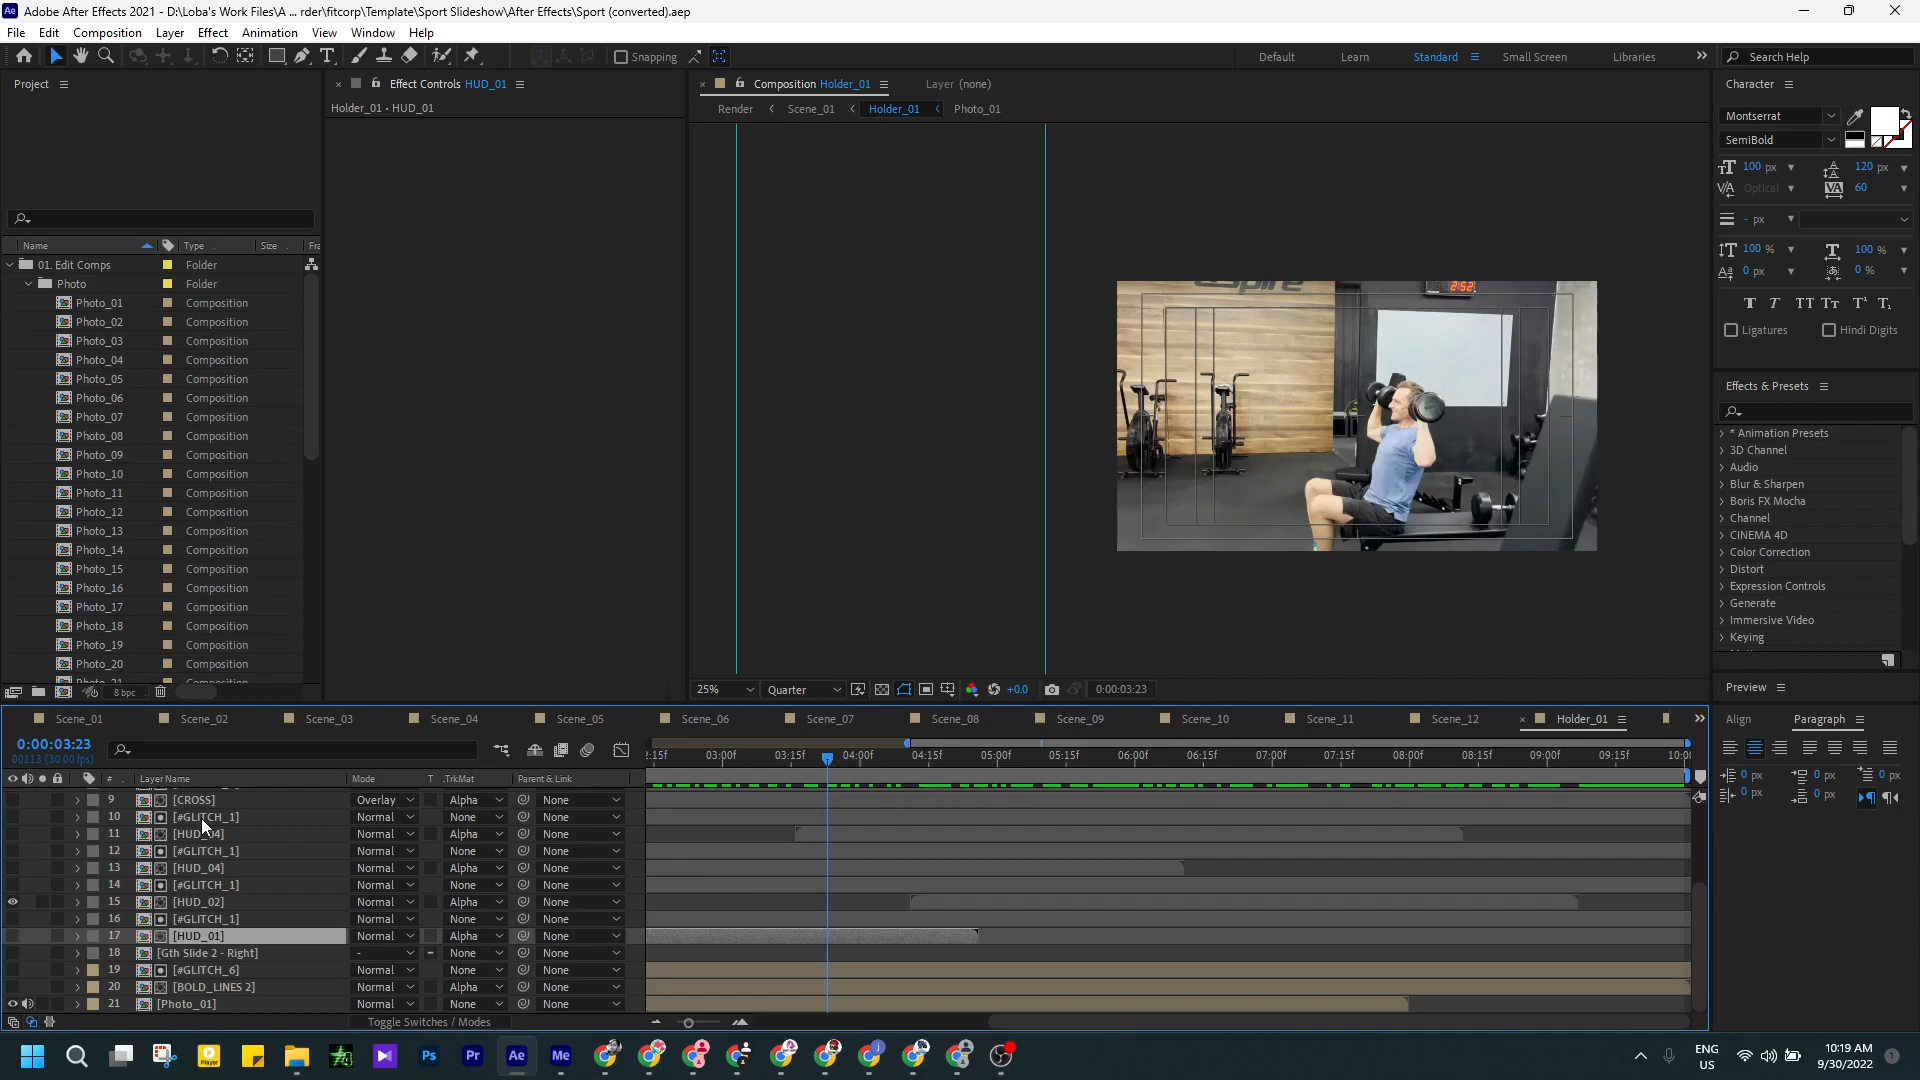 Adobe After Effects 2021 - D:\Loba's Work Files\A ... rder\fitcorp\Template\Sport Slideshow\After Effects\Sport (converted).aep
File Edit Composition Layer Effect Animation View Window Help
Snapping Default Learn Standard Small Screen Libraries Search Help
Project Effect Controls HUD_01 Composition Holder_01 Layer (none) Character
Holder_01 • HUD_01 Render Scene_01 Holder_01 Photo_01
Montserrat
SemiBold
100 px 120 px
Optical 60
- px
100 % 100 %
0 px 0 %
Ligatures Hindi Digits
Effects & Presets
* Animation Presets
3D Channel
Audio
Blur & Sharpen
Boris FX Mocha
Channel
CINEMA 4D
Color Correction
Distort
Expression Controls
Generate
Immersive Video
Keying
Preview
Align Paragraph
0 px 0 px 0 px
0 px 0 px
Name Type Size Fra
01. Edit Comps Folder
Photo Folder
Photo_01 Composition
Photo_02 Composition
Photo_03 Composition
Photo_04 Composition
Photo_05 Composition
Photo_06 Composition
Photo_07 Composition
Photo_08 Composition
Photo_09 Composition
Photo_10 Composition
Photo_11 Composition
Photo_12 Composition
Photo_13 Composition
Photo_14 Composition
Photo_15 Composition
Photo_16 Composition
Photo_17 Composition
Photo_18 Composition
Photo_19 Composition
Photo_20 Composition
8 bpc
2:52
25% Quarter +0.0 0:00:03:23
Scene_01 Scene_02 Scene_03 Scene_04 Scene_05 Scene_06 Scene_07 Scene_08 Scene_09 Scene_10 Scene_11 Scene_12 Holder_01
0:00:03:23
00113 (30.00 fps)
2:15f 03:00f 03:15f 04:00f 04:15f 05:00f 05:15f 06:00f 06:15f 07:00f 07:15f 08:00f 08:15f 09:00f 09:15f 10:00
# Layer Name Mode T .TrkMat Parent & Link
9 [CROSS] Overlay Alpha None
10 [#GLITCH_1] Normal None None
11 [HUD_04] Normal Alpha None
12 [#GLITCH_1] Normal None None
13 [HUD_04] Normal Alpha None
14 [#GLITCH_1] Normal None None
15 [HUD_02] Normal Alpha None
16 [#GLITCH_1] Normal None None
17 [HUD_01] Normal Alpha None
18 [Gth Slide 2 - Right] - None None
19 [#GLITCH_6] Normal None None
20 [BOLD_LINES 2] Normal Alpha None
21 [Photo_01] Normal None None
Toggle Switches / Modes
Player Ps Pr Ae Me
ENG
US
10:19 AM
9/30/2022
1